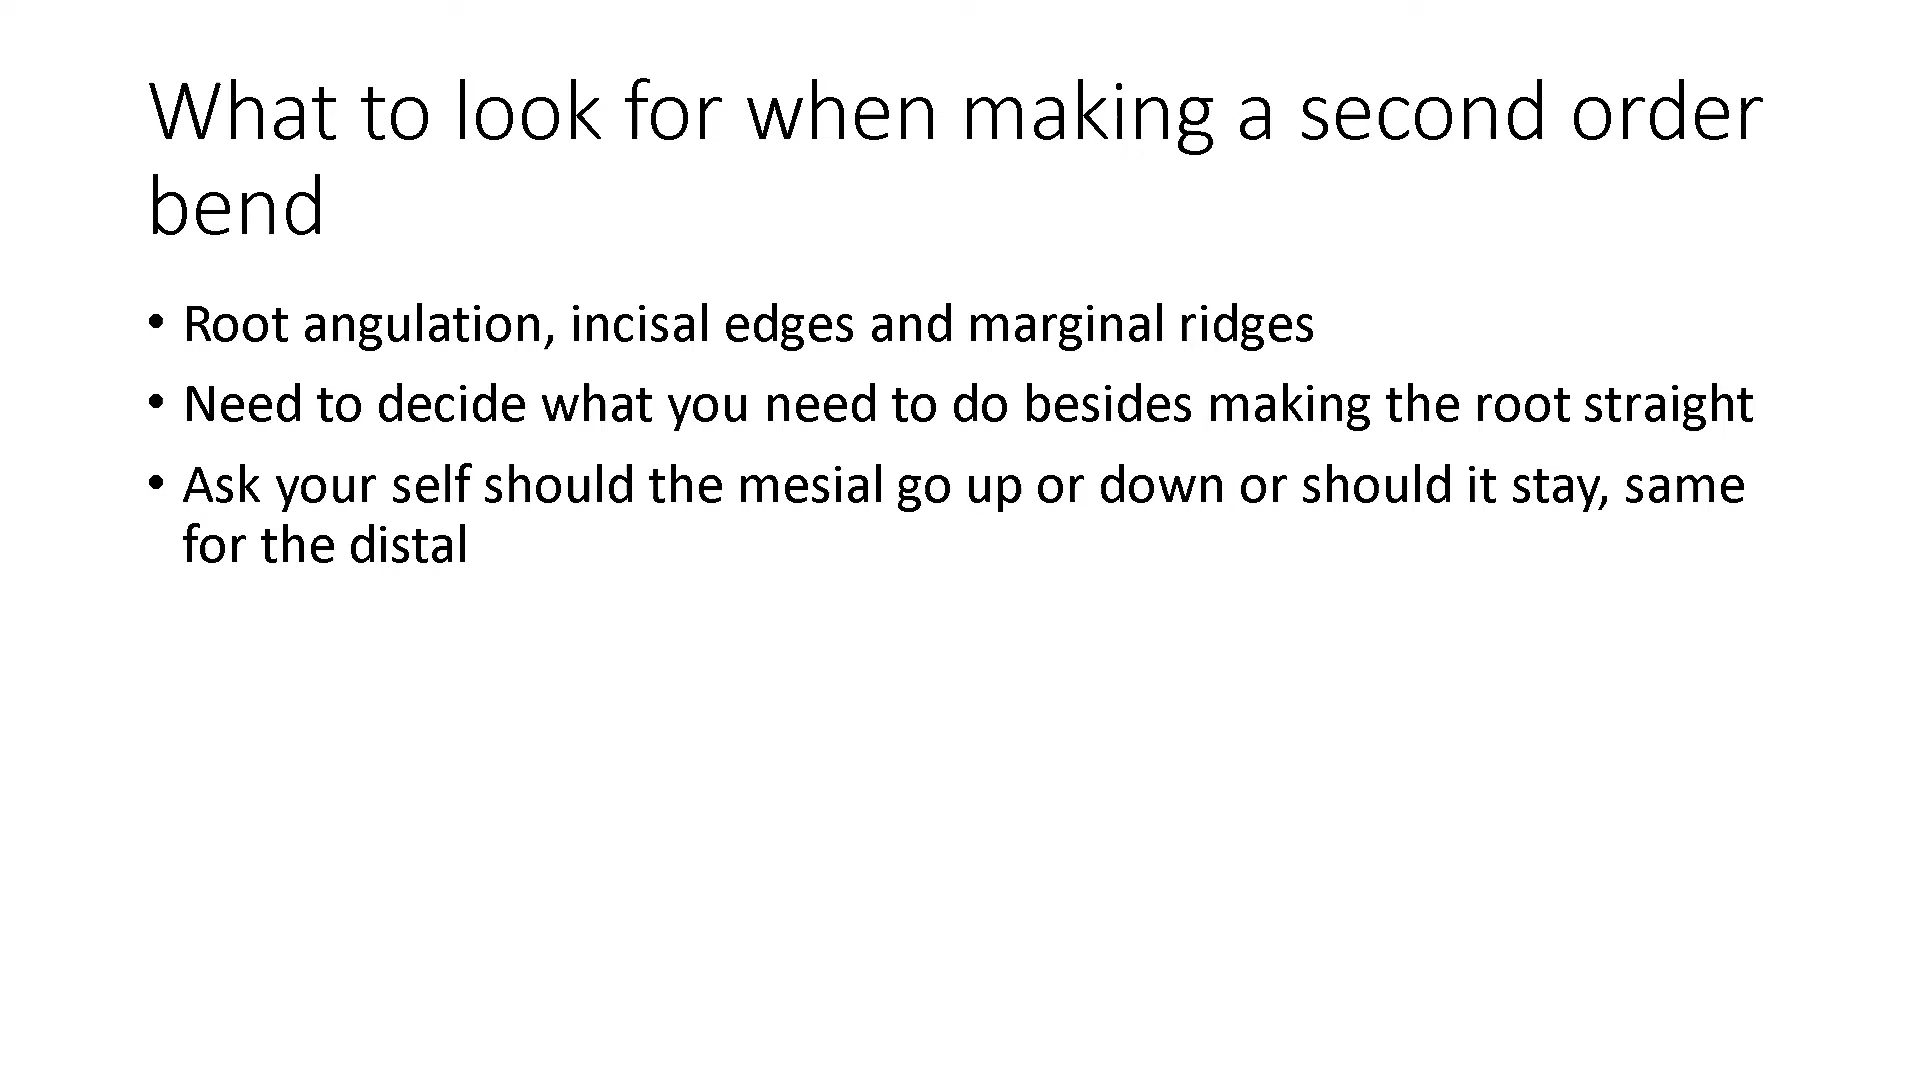 What to look for when making a second order
bend
• Root angulation, incisal edges and marginal ridges
• Need to decide what you need to do besides making the root straight
• Ask your self should the mesial go up or down or should it stay, same
for the distal